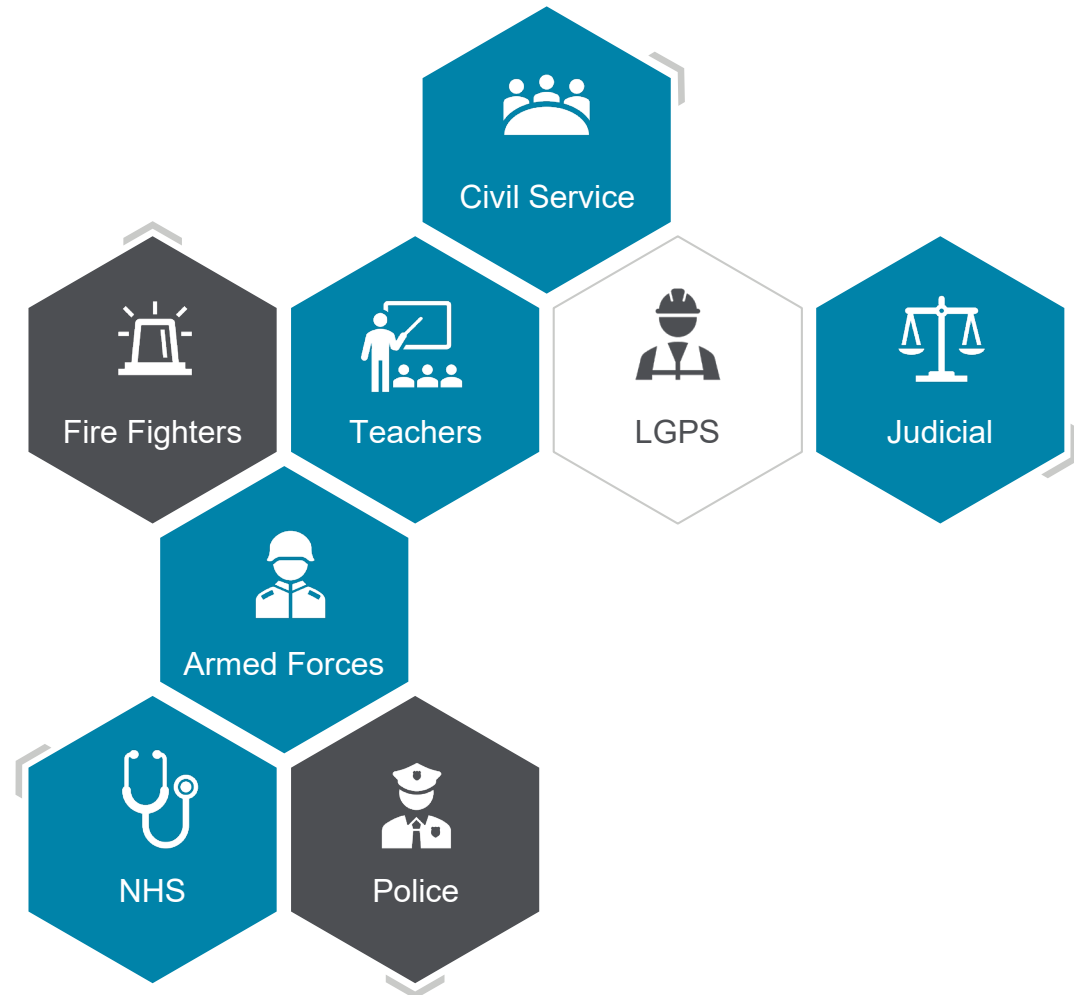 Civil Service
Fire Fighters
Teachers
LGPS
Judicial
Armed Forces
NHS
Police